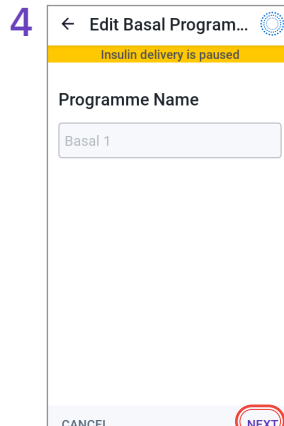 4
← Edit Basal Program...
Insulin delivery is paused
Programme Name
Basal 1
CANCEL
NEXT